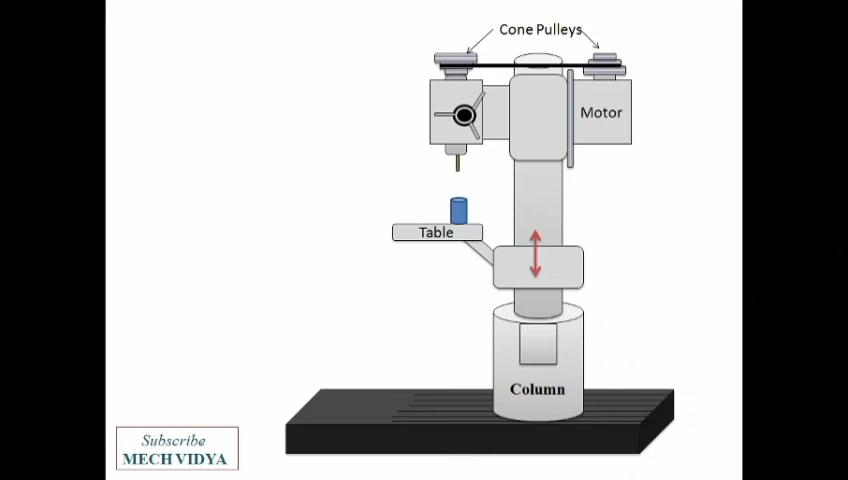 Cone Pulleys
Motor
Table
Column
Subscribe
MECH VIDYA